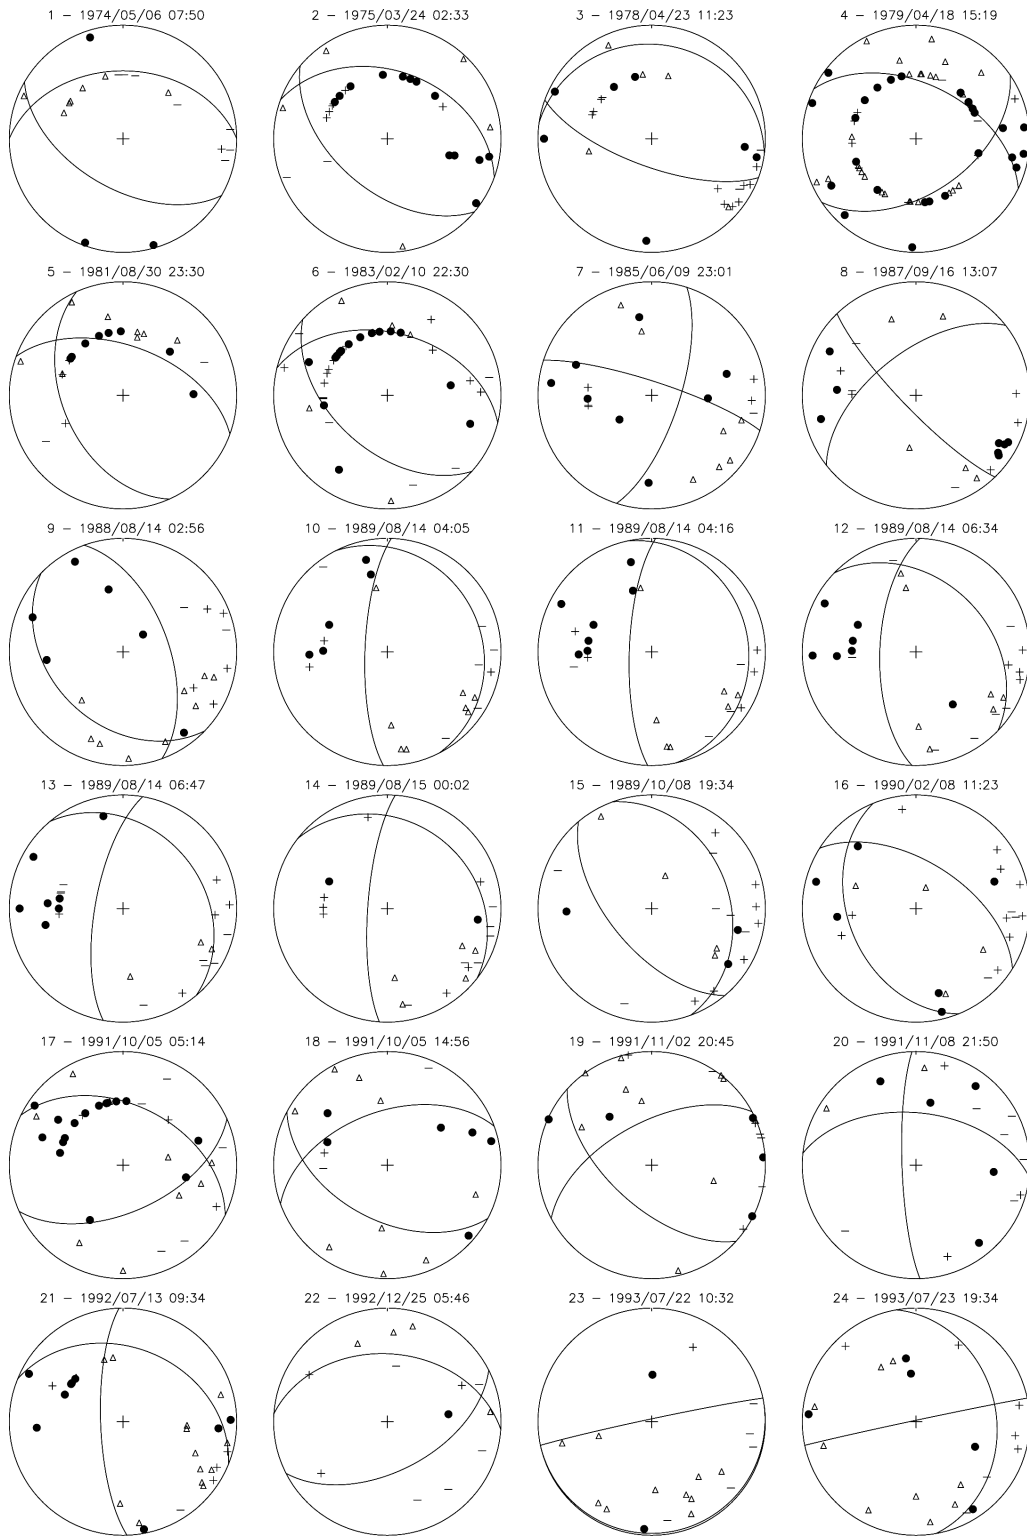 1 – 1974/05/06 07:50
2 – 1975/03/24 02:33
3 – 1978/04/23 11:23
4 – 1979/04/18 15:19
5 – 1981/08/30 23:30
6 – 1983/02/10 22:30
7 – 1985/06/09 23:01
8 – 1987/09/16 13:07
9 – 1988/08/14 02:56
10 – 1989/08/14 04:05
11 – 1989/08/14 04:16
12 – 1989/08/14 06:34
13 – 1989/08/14 06:47
14 – 1989/08/15 00:02
15 – 1989/10/08 19:34
16 – 1990/02/08 11:23
17 – 1991/10/05 05:14
18 – 1991/10/05 14:56
19 – 1991/11/02 20:45
20 – 1991/11/08 21:50
21 – 1992/07/13 09:34
22 – 1992/12/25 05:46
23 – 1993/07/22 10:32
24 – 1993/07/23 19:34